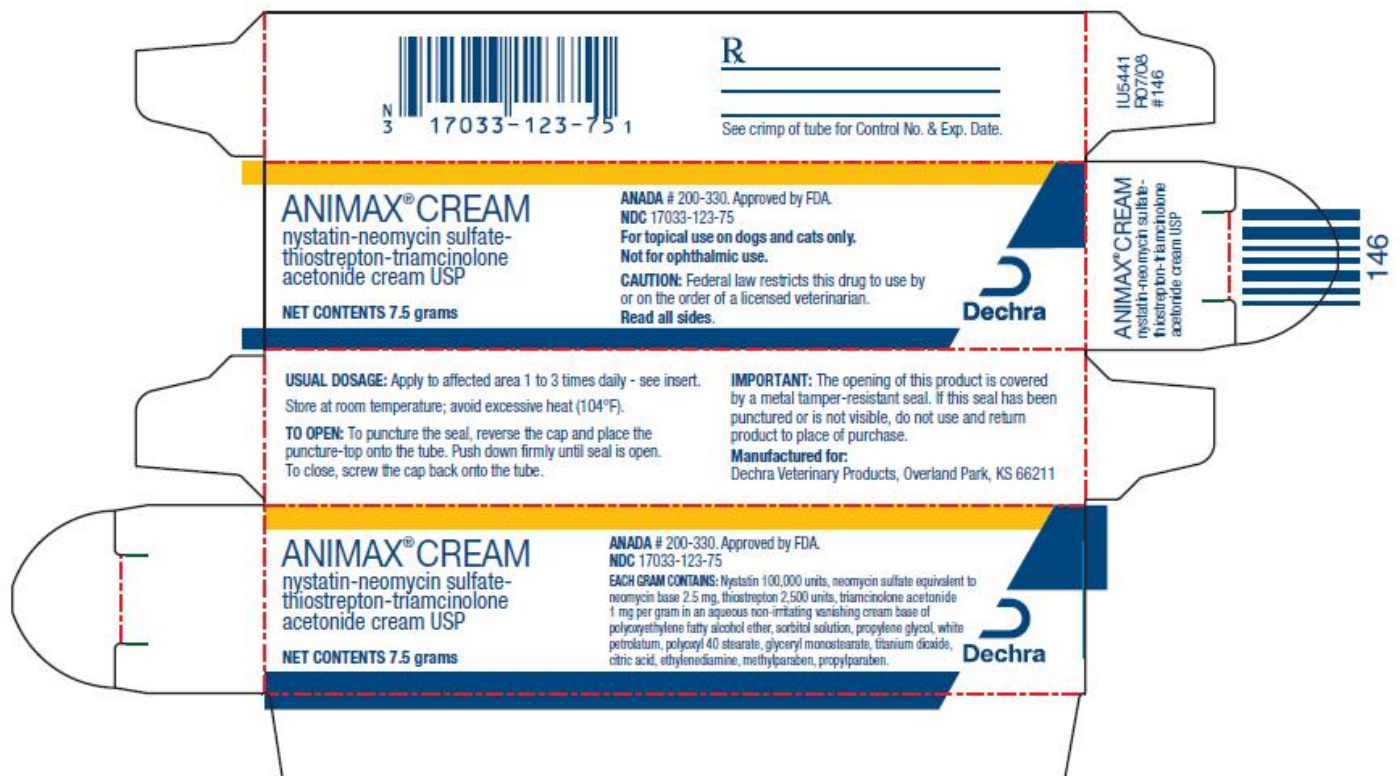 N
3 17033-123-75 1
℞
See crimp of tube for Control No. & Exp. Date.
IU5441
R07/08
#146
ANIMAX® CREAM
nystatin-neomycin sulfate-
thiostrepton-triamcinolone
acetonide cream USP
NET CONTENTS 7.5 grams
ANADA # 200-330. Approved by FDA.
NDC 17033-123-75
For topical use on dogs and cats only.
Not for ophthalmic use.
CAUTION: Federal law restricts this drug to use by
or on the order of a licensed veterinarian.
Read all sides.
Dechra
ANIMAX® CREAM
nystatin-neomycin sulfate-
thiostrepton-triamcinolone
acetonide cream USP
146
USUAL DOSAGE: Apply to affected area 1 to 3 times daily - see insert.
Store at room temperature; avoid excessive heat (104°F).
TO OPEN: To puncture the seal, reverse the cap and place the
puncture-top onto the tube. Push down firmly until seal is open.
To close, screw the cap back onto the tube.
IMPORTANT: The opening of this product is covered
by a metal tamper-resistant seal. If this seal has been
punctured or is not visible, do not use and return
product to place of purchase.
Manufactured for:
Dechra Veterinary Products, Overland Park, KS 66211
ANIMAX® CREAM
nystatin-neomycin sulfate-
thiostrepton-triamcinolone
acetonide cream USP
NET CONTENTS 7.5 grams
ANADA # 200-330. Approved by FDA.
NDC 17033-123-75
EACH GRAM CONTAINS: Nystatin 100,000 units, neomycin sulfate equivalent to
neomycin base 2.5 mg, thiostrepton 2,500 units, triamcinolone acetonide
1 mg per gram in an aqueous non-irritating vanishing cream base of
polyoxyethylene fatty alcohol ether, sorbitol solution, propylene glycol, white
petrolatum, polyoxyl 40 stearate, glyceryl monostearate, titanium dioxide,
citric acid, ethylenediamine, methylparaben, propylparaben.
Dechra